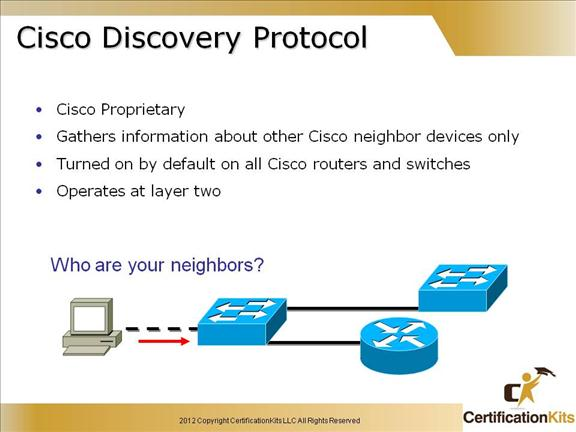 Cisco Discovery Protocol
Cisco Proprietary
Gathers information about other Cisco neighbor devices only
Turned on by default on all Cisco routers and switches
Operates at layer two
Who are your neighbors?
2012 Copyright CertificationKits LLC All Rights Reserved
CK
CertificationKits